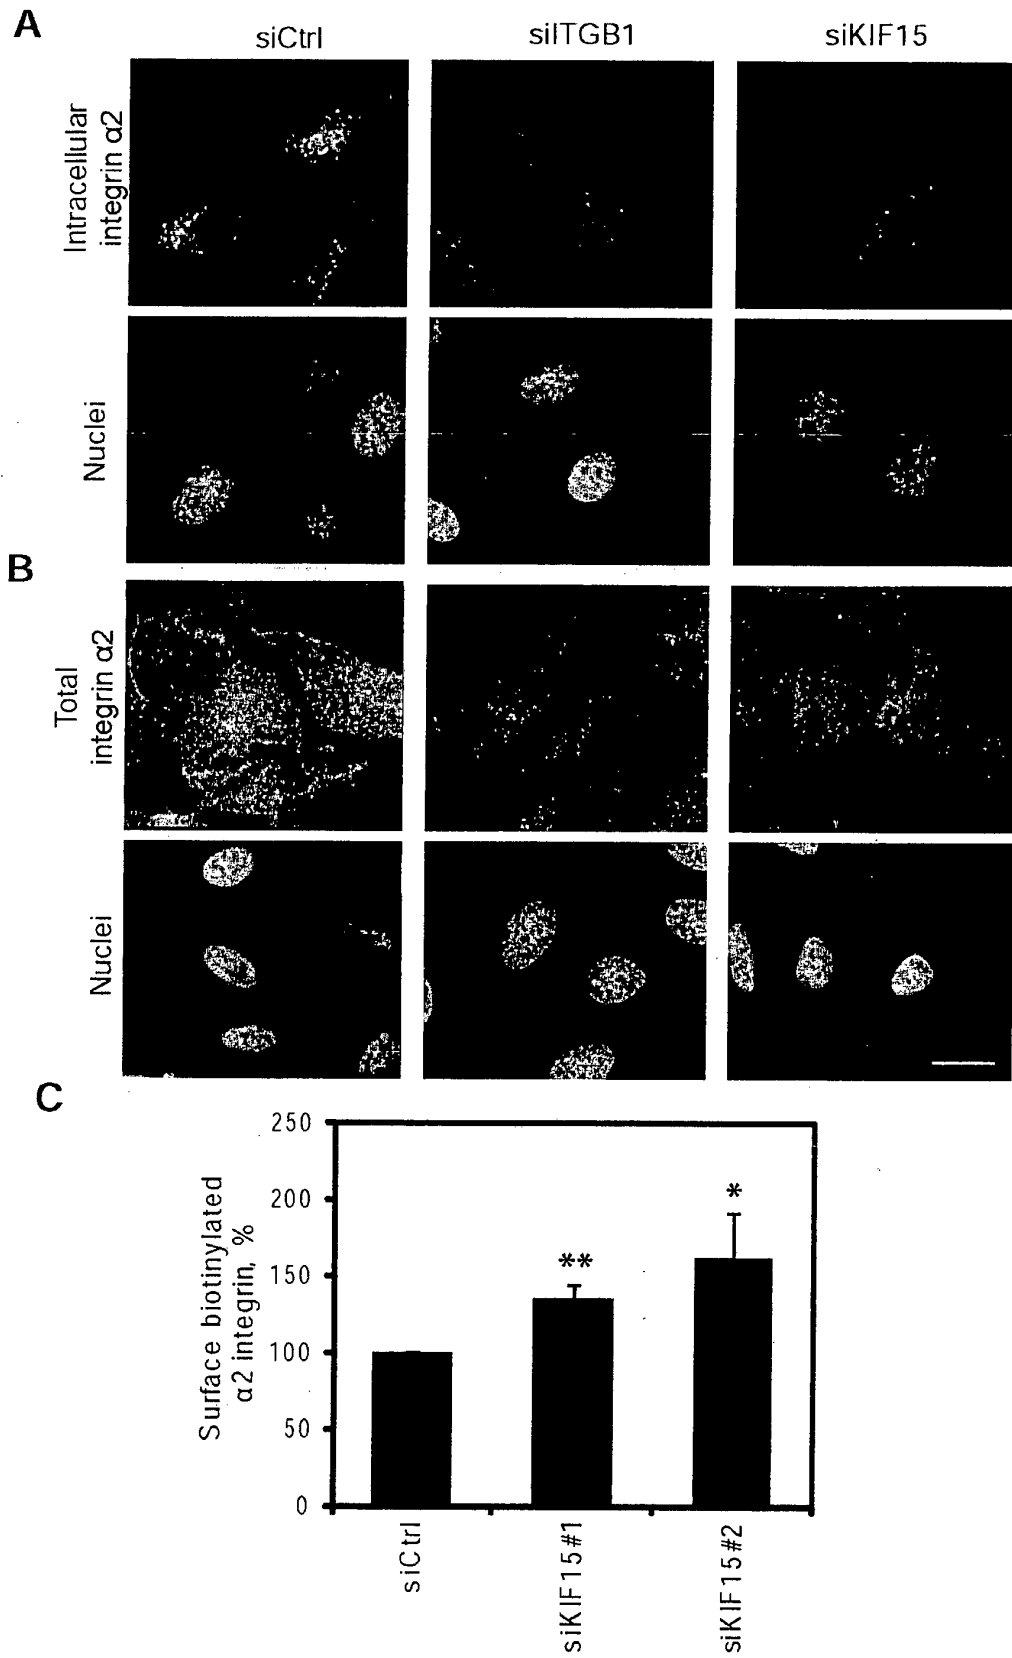 A
siCtrl
siITGB1
siKIF15
Intracellular
integrin α2
Nuclei
B
Total
integrin α2
Nuclei
C
250
200
150
100
50
0
Surface biotinylated
α2 integrin, %
**
*
siCtrl
siKIF15#1
siKIF15#2